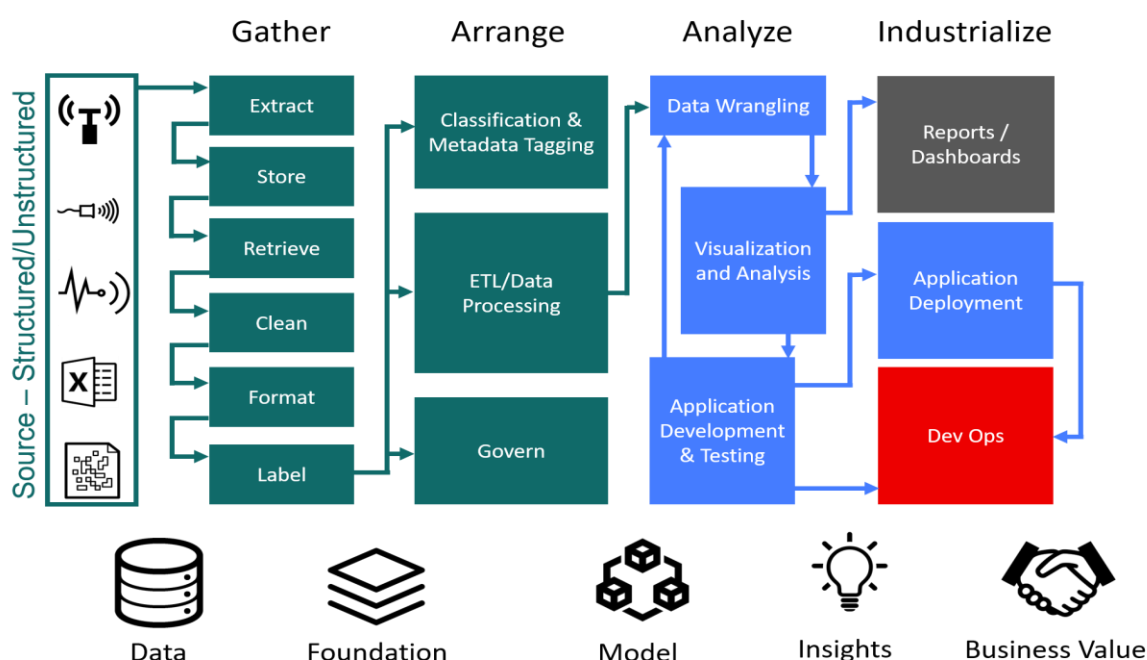 Gather
Arrange
Analyze
Industrialize
Source – Structured/Unstructured
Extract
Store
Retrieve
Clean
Format
Label
Classification &
Metadata Tagging
ETL/Data
Processing
Govern
Data Wrangling
Visualization
and Analysis
Application
Development
& Testing
Reports /
Dashboards
Application
Deployment
Dev Ops
X
Data
Foundation
Model
Insights
Business Value